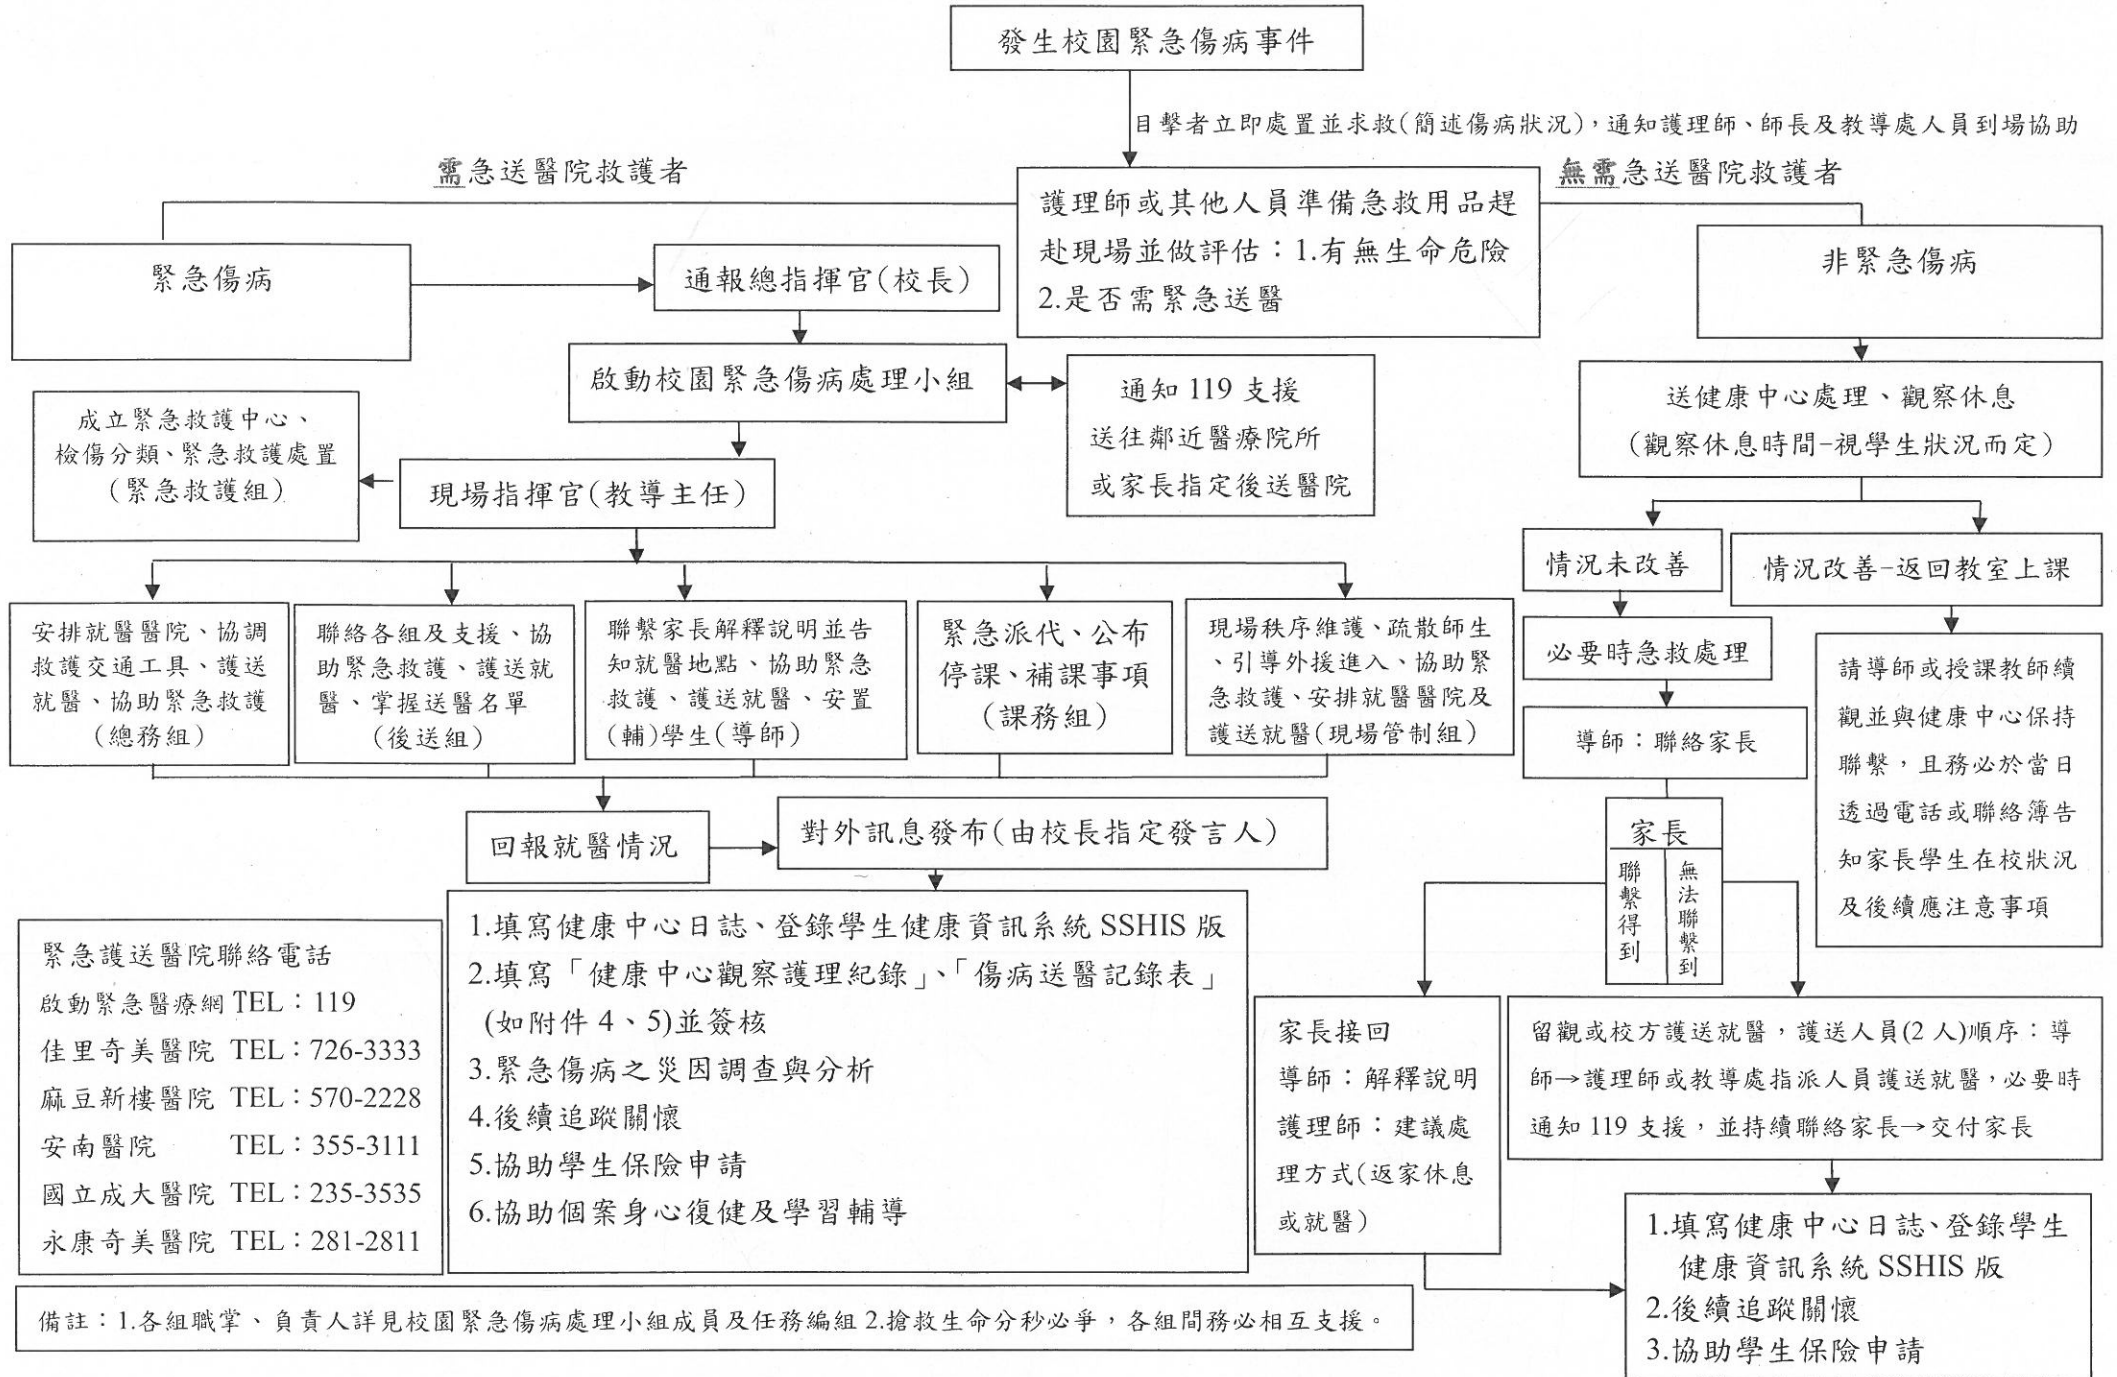 發生校園緊急傷病事件
目擊者立即處置並求救(簡述傷病狀況)，通知護理師、師長及教導處人員到場協助
需急送醫院救護者
無需急送醫院救護者
護理師或其他人員準備急救用品趕
赴現場並做評估：1.有無生命危險
2.是否需緊急送醫
緊急傷病
通報總指揮官(校長)
非緊急傷病
啟動校園緊急傷病處理小組
通知 119 支援
送往鄰近醫療院所
或家長指定後送醫院
送健康中心處理、觀察休息
(觀察休息時間-視學生狀況而定)
成立緊急救護中心、
檢傷分類、緊急救護處置
(緊急救護組)
現場指揮官(教導主任)
情況未改善
情況改善-返回教室上課
安排就醫醫院、協調
救護交通工具、護送
就醫、協助緊急救護
(總務組)
聯絡各組及支援、協
助緊急救護、護送就
醫、掌握送醫名單
(後送組)
聯繫家長解釋說明並告
知就醫地點、協助緊急
救護、護送就醫、安置
(輔)學生(導師)
緊急派代、公布
停課、補課事項
(課務組)
現場秩序維護、疏散師生
、引導外援進入、協助緊
急救護、安排就醫醫院及
護送就醫(現場管制組)
必要時急救處理
導師：聯絡家長
請導師或授課教師續
觀並與健康中心保持
聯繫，且務必於當日
透過電話或聯絡簿告
知家長學生在校狀況
及後續應注意事項
回報就醫情況
對外訊息發布(由校長指定發言人)
家長
聯繫得到
無法聯繫到
1.填寫健康中心日誌、登錄學生健康資訊系統 SSHIS 版
2.填寫「健康中心觀察護理紀錄」、「傷病送醫記錄表」
(如附件 4、5)並簽核
3.緊急傷病之災因調查與分析
4.後續追蹤關懷
5.協助學生保險申請
6.協助個案身心復健及學習輔導
緊急護送醫院聯絡電話
啟動緊急醫療網 TEL：119
佳里奇美醫院 TEL：726-3333
麻豆新樓醫院 TEL：570-2228
安南醫院 TEL：355-3111
國立成大醫院 TEL：235-3535
永康奇美醫院 TEL：281-2811
家長接回
導師：解釋說明
護理師：建議處
理方式(返家休息
或就醫)
留觀或校方護送就醫，護送人員(2 人)順序：導
師→護理師或教導處指派人員護送就醫，必要時
通知 119 支援，並持續聯絡家長→交付家長
1.填寫健康中心日誌、登錄學生
健康資訊系統 SSHIS 版
2.後續追蹤關懷
3.協助學生保險申請
備註：1.各組職掌、負責人詳見校園緊急傷病處理小組成員及任務編組 2.搶救生命分秒必爭，各組間務必相互支援。